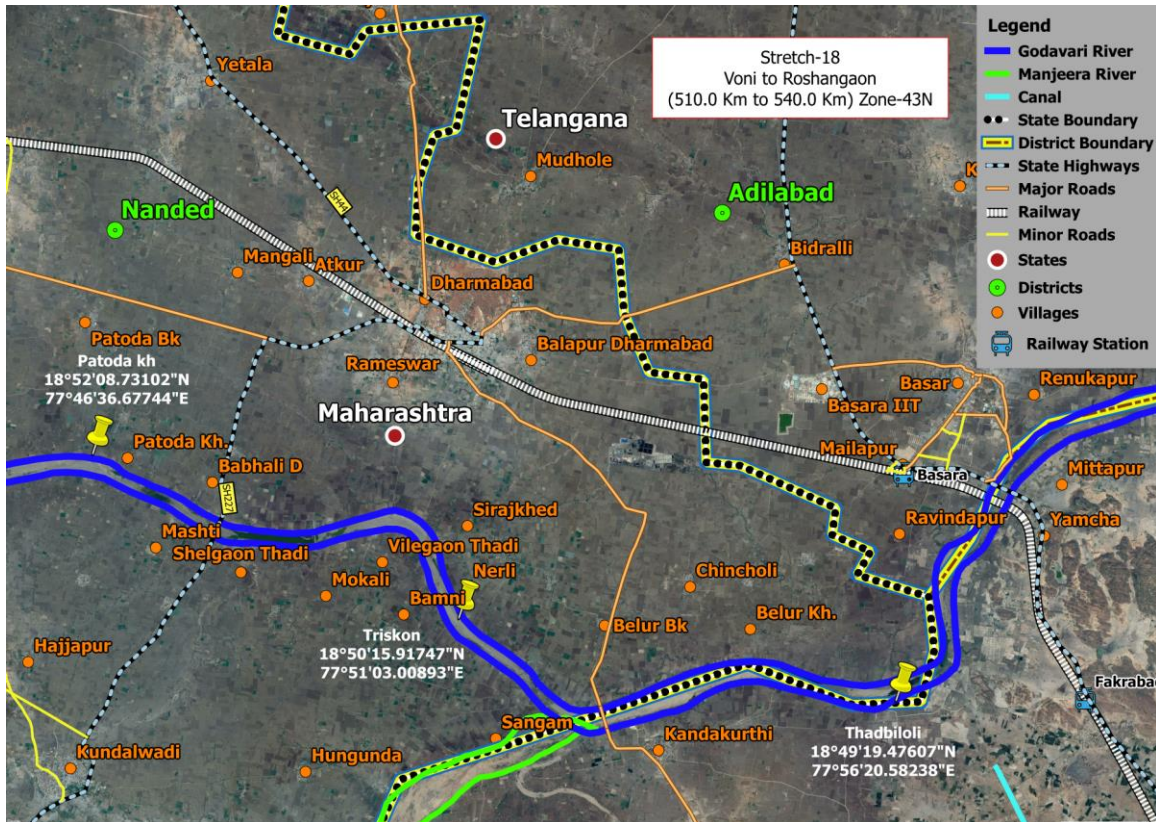 Stretch-18
Voni to Roshangaon
(510.0 Km to 540.0 Km) Zone-43N
Legend
Godavari River
Manjeera River
Canal
State Boundary
District Boundary
State Highways
Major Roads
Railway
Minor Roads
States
Districts
Villages
Railway Station
Yetala
Telangana
Mudhole
K
SH44
Nanded
Adilabad
Mangali
Atkur
Bidralli
Dharmabad
Patoda Bk
Patoda kh
18°52'08.73102"N
77°46'36.67744"E
Rameswar
Balapur Dharmabad
Basara IIT
Basar
Renukapur
Maharashtra
Patoda Kh.
Babhali D
SH227
Mailapur
Basara
Mittapur
Mashti
Shelgaon Thadi
Sirajkhed
Vilegaon Thadi
Nerli
Ravindapur
Yamcha
Mokali
Bamni
Chincholi
Triskon
18°50'15.91747"N
77°51'03.00893"E
Belur Bk
Belur Kh.
Hajjapur
Fakrabad
Sangam
Kandakurthi
Thadbiloli
18°49'19.47607"N
77°56'20.58238"E
Kundalwadi
Hungunda